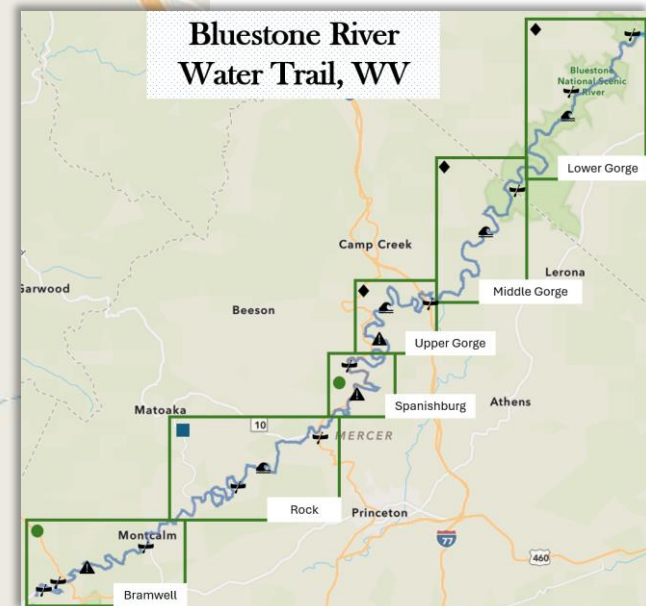 Bluestone River
Water Trail, WV
Bluestone
National Scenic
River
Lower Gorge
Camp Creek
Lerona
Garwood
Middle Gorge
Beeson
Upper Gorge
Spanishburg
Athens
Matoaka
10
MERCER
Rock
Princeton
Montcalm
77
460
Bramwell